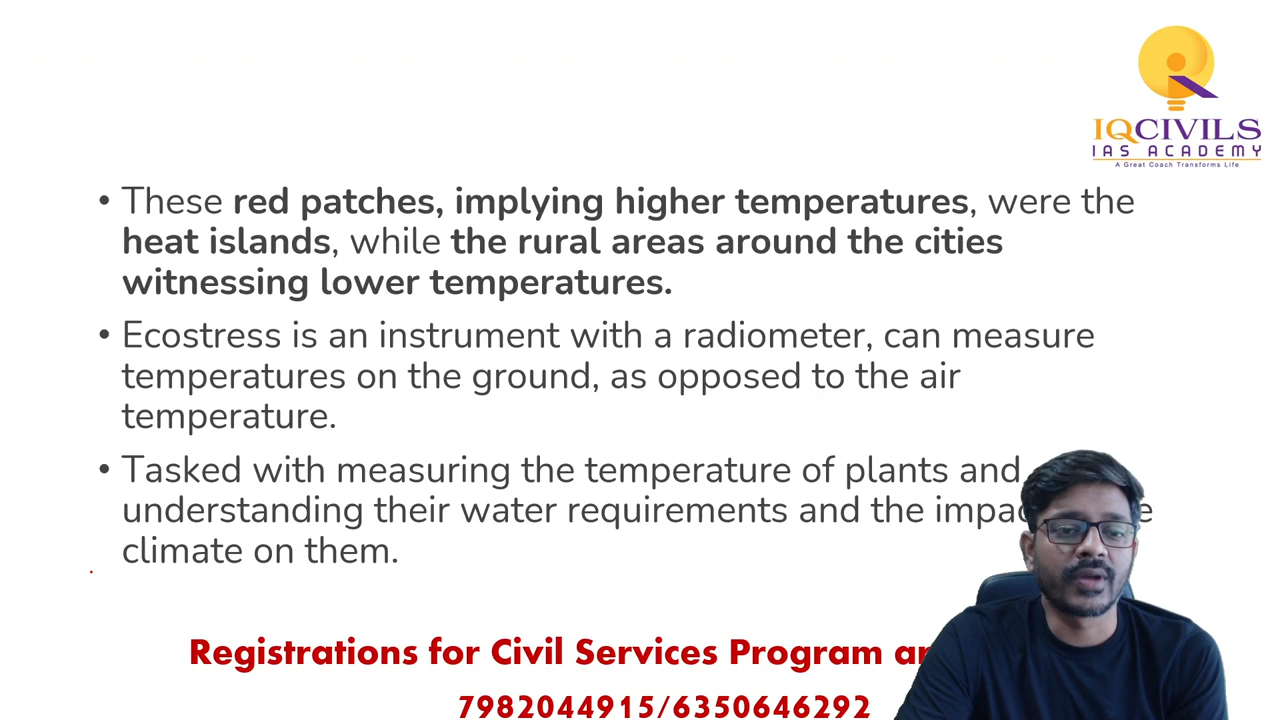 IQCIVILS
IAS ACADEMY
A Great Coach Transforms Life
• These red patches, implying higher temperatures, were the
heat islands, while the rural areas around the cities
witnessing lower temperatures.
• Ecostress is an instrument with a radiometer, can measure
temperatures on the ground, as opposed to the air
temperature.
• Tasked with measuring the temperature of plants and
understanding their water requirements and the
climate on them.
Registrations for Civil Services Program
7982044915/6350646292